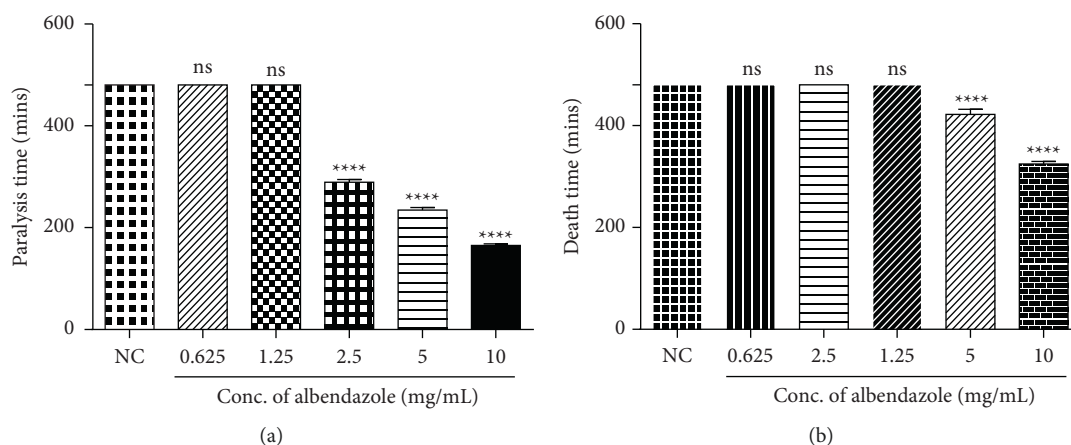 600
400
200
0
Paralysis time (mins)
ns
ns
****
****
****
NC 0.625 1.25 2.5 5 10
Conc. of albendazole (mg/mL)
(a)
600
400
200
0
Death time (mins)
ns
ns
ns
****
****
NC 0.625 2.5 1.25 5 10
Conc. of albendazole (mg/mL)
(b)